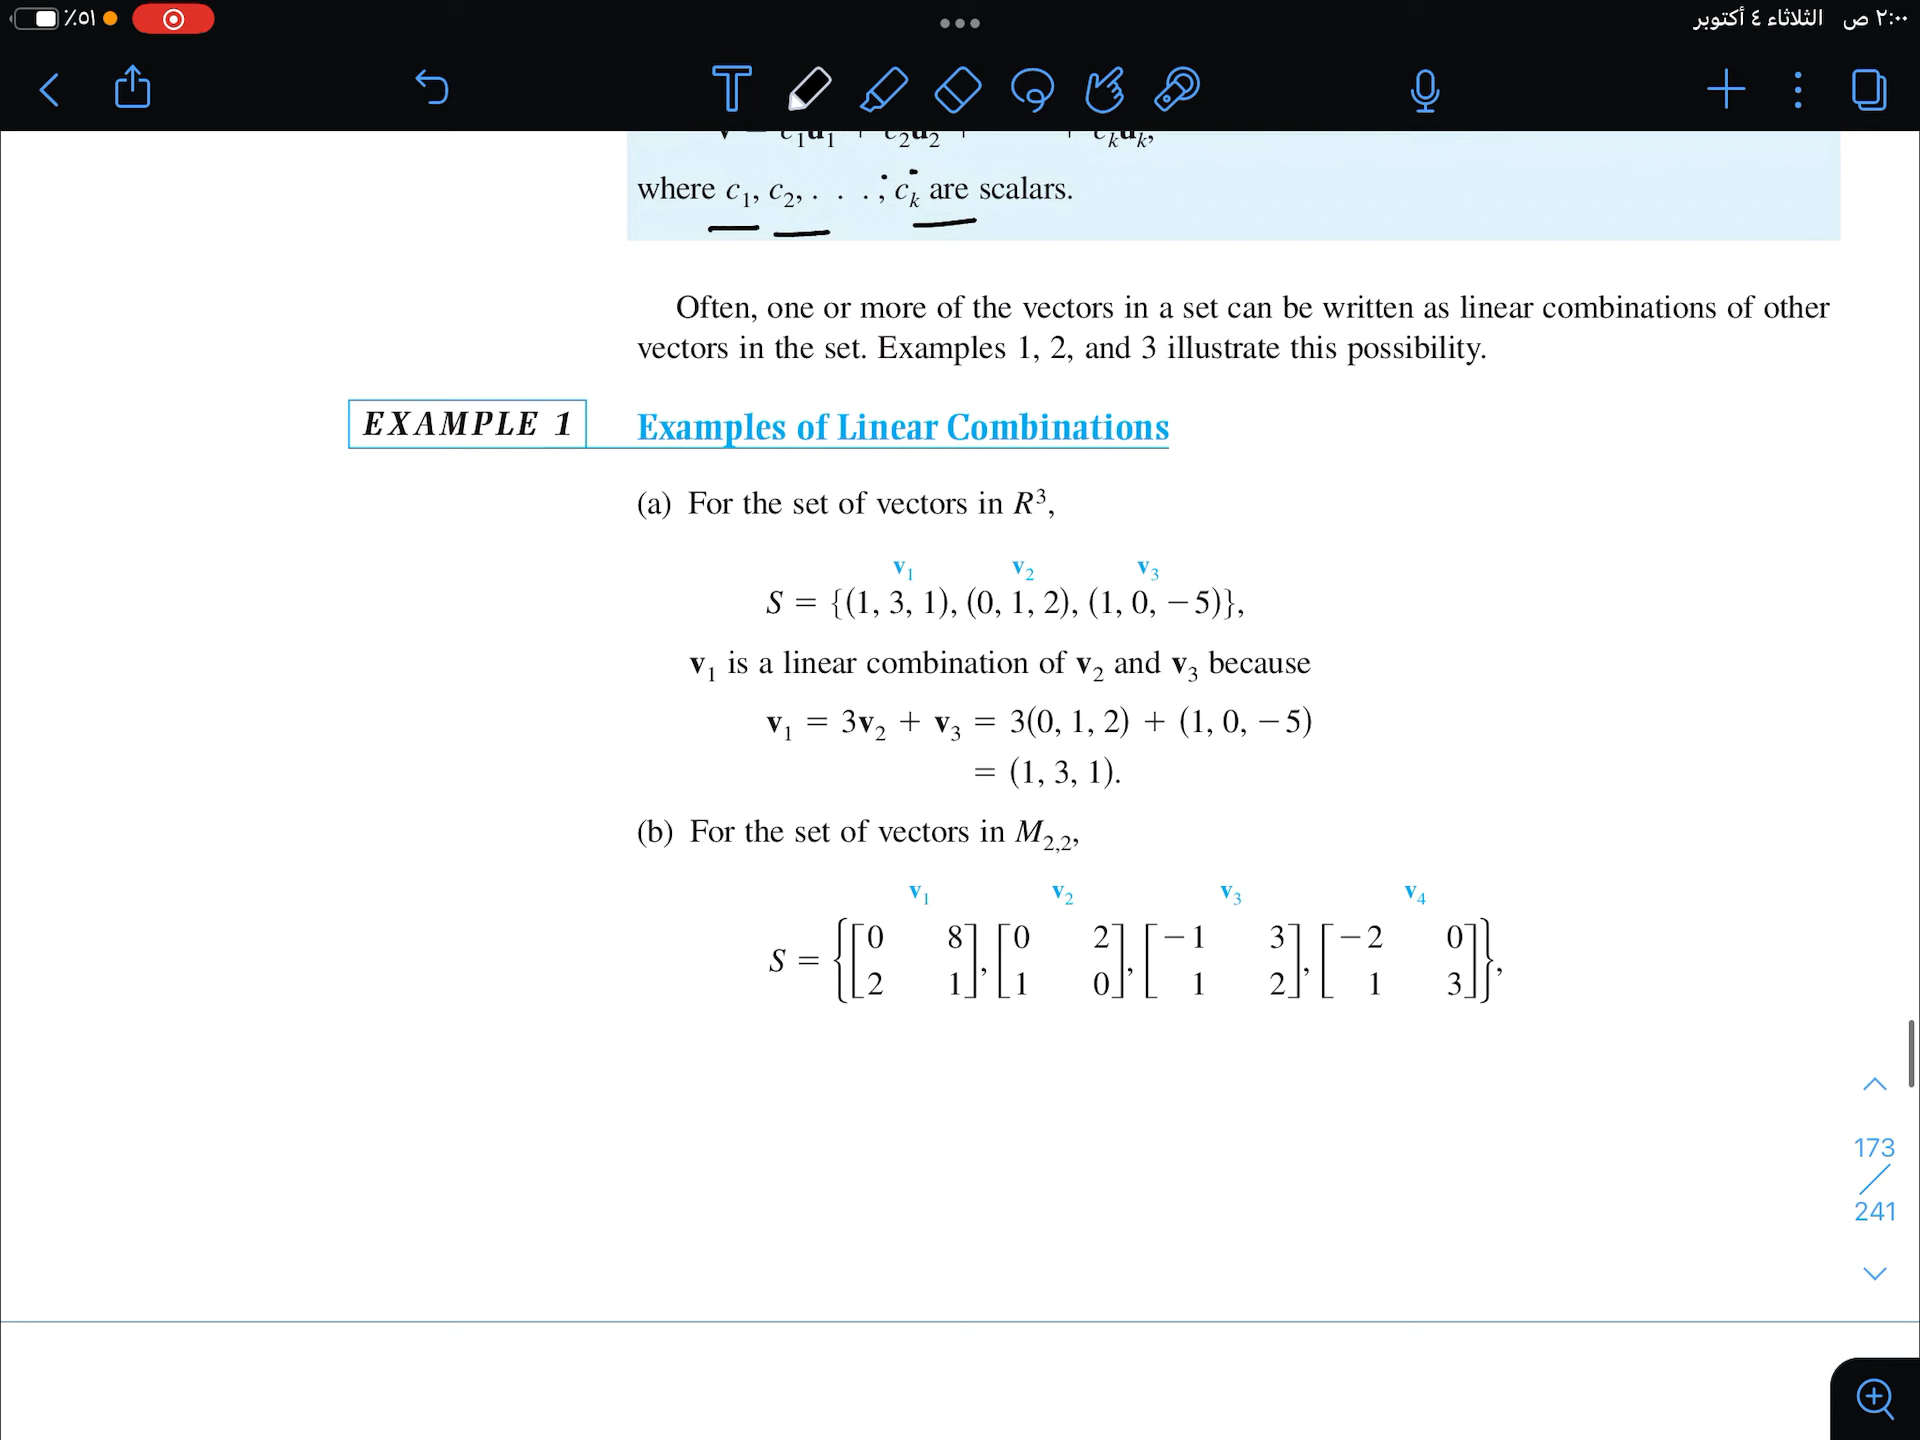 ٪٥١
٢:٠٠ ص الثلاثاء ٤ أكتوبر
where c₁, c₂, . . . , cₖ are scalars.
Often, one or more of the vectors in a set can be written as linear combinations of other
vectors in the set. Examples 1, 2, and 3 illustrate this possibility.
EXAMPLE 1
Examples of Linear Combinations
(a) For the set of vectors in R³,
v₁ v₂ v₃
S = {(1, 3, 1), (0, 1, 2), (1, 0, −5)},
v₁ is a linear combination of v₂ and v₃ because
v₁ = 3v₂ + v₃ = 3(0, 1, 2) + (1, 0, −5)
= (1, 3, 1).
(b) For the set of vectors in M₂,₂,
v₁ v₂ v₃ v₄
S = {[0 8], [0 2], [−1 3], [−2 0]},
[2 1] [1 0] [1 2] [1 3]
173
241